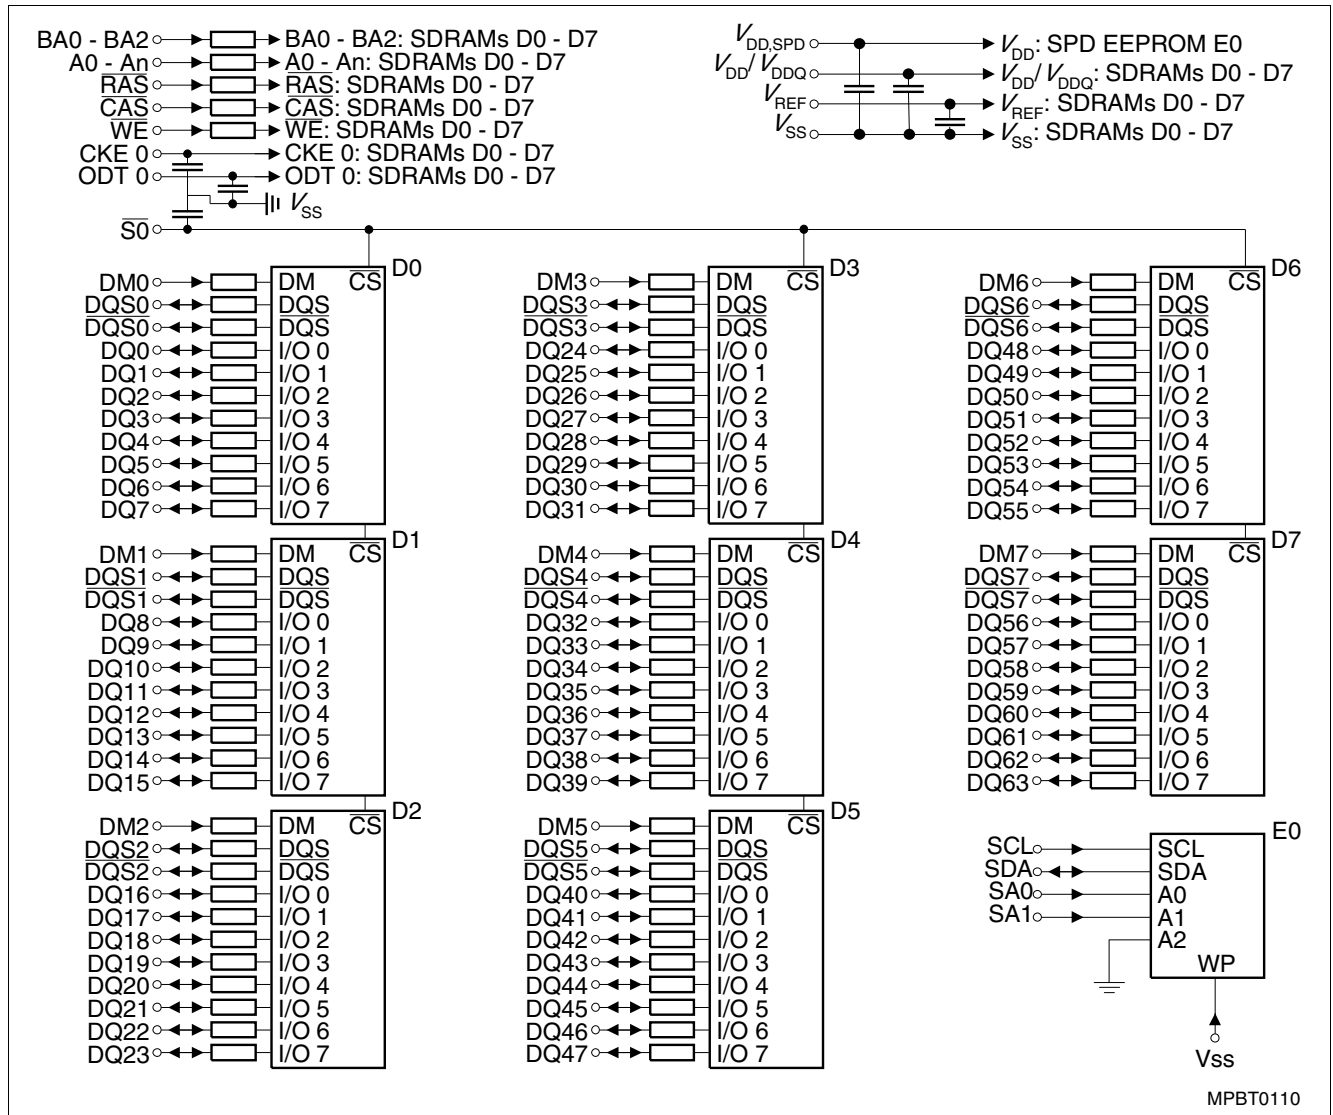 BA0 - BA2 BA0 - BA2: SDRAMs D0 - D7
A0 - An A0 - An: SDRAMs D0 - D7
RAS RAS: SDRAMs D0 - D7
CAS CAS: SDRAMs D0 - D7
WE WE: SDRAMs D0 - D7
CKE 0 CKE 0: SDRAMs D0 - D7
ODT 0 ODT 0: SDRAMs D0 - D7
VSS
S0
VDD,SPD VDD: SPD EEPROM E0
VDD/VDDQ VDD/VDDQ: SDRAMs D0 - D7
VREF VREF: SDRAMs D0 - D7
VSS VSS: SDRAMs D0 - D7
D0
DM0 DM CS
DQS0 DQS
DQS0 DQS
DQ0 I/O 0
DQ1 I/O 1
DQ2 I/O 2
DQ3 I/O 3
DQ4 I/O 4
DQ5 I/O 5
DQ6 I/O 6
DQ7 I/O 7
D1
DM1 DM CS
DQS1 DQS
DQS1 DQS
DQ8 I/O 0
DQ9 I/O 1
DQ10 I/O 2
DQ11 I/O 3
DQ12 I/O 4
DQ13 I/O 5
DQ14 I/O 6
DQ15 I/O 7
D2
DM2 DM CS
DQS2 DQS
DQS2 DQS
DQ16 I/O 0
DQ17 I/O 1
DQ18 I/O 2
DQ19 I/O 3
DQ20 I/O 4
DQ21 I/O 5
DQ22 I/O 6
DQ23 I/O 7
D3
DM3 DM CS
DQS3 DQS
DQS3 DQS
DQ24 I/O 0
DQ25 I/O 1
DQ26 I/O 2
DQ27 I/O 3
DQ28 I/O 4
DQ29 I/O 5
DQ30 I/O 6
DQ31 I/O 7
D4
DM4 DM CS
DQS4 DQS
DQS4 DQS
DQ32 I/O 0
DQ33 I/O 1
DQ34 I/O 2
DQ35 I/O 3
DQ36 I/O 4
DQ37 I/O 5
DQ38 I/O 6
DQ39 I/O 7
D5
DM5 DM CS
DQS5 DQS
DQS5 DQS
DQ40 I/O 0
DQ41 I/O 1
DQ42 I/O 2
DQ43 I/O 3
DQ44 I/O 4
DQ45 I/O 5
DQ46 I/O 6
DQ47 I/O 7
D6
DM6 DM CS
DQS6 DQS
DQS6 DQS
DQ48 I/O 0
DQ49 I/O 1
DQ50 I/O 2
DQ51 I/O 3
DQ52 I/O 4
DQ53 I/O 5
DQ54 I/O 6
DQ55 I/O 7
D7
DM7 DM CS
DQS7 DQS
DQS7 DQS
DQ56 I/O 0
DQ57 I/O 1
DQ58 I/O 2
DQ59 I/O 3
DQ60 I/O 4
DQ61 I/O 5
DQ62 I/O 6
DQ63 I/O 7
E0
SCL SCL
SDA SDA
SA0 A0
SA1 A1
A2
WP
Vss
MPBT0110